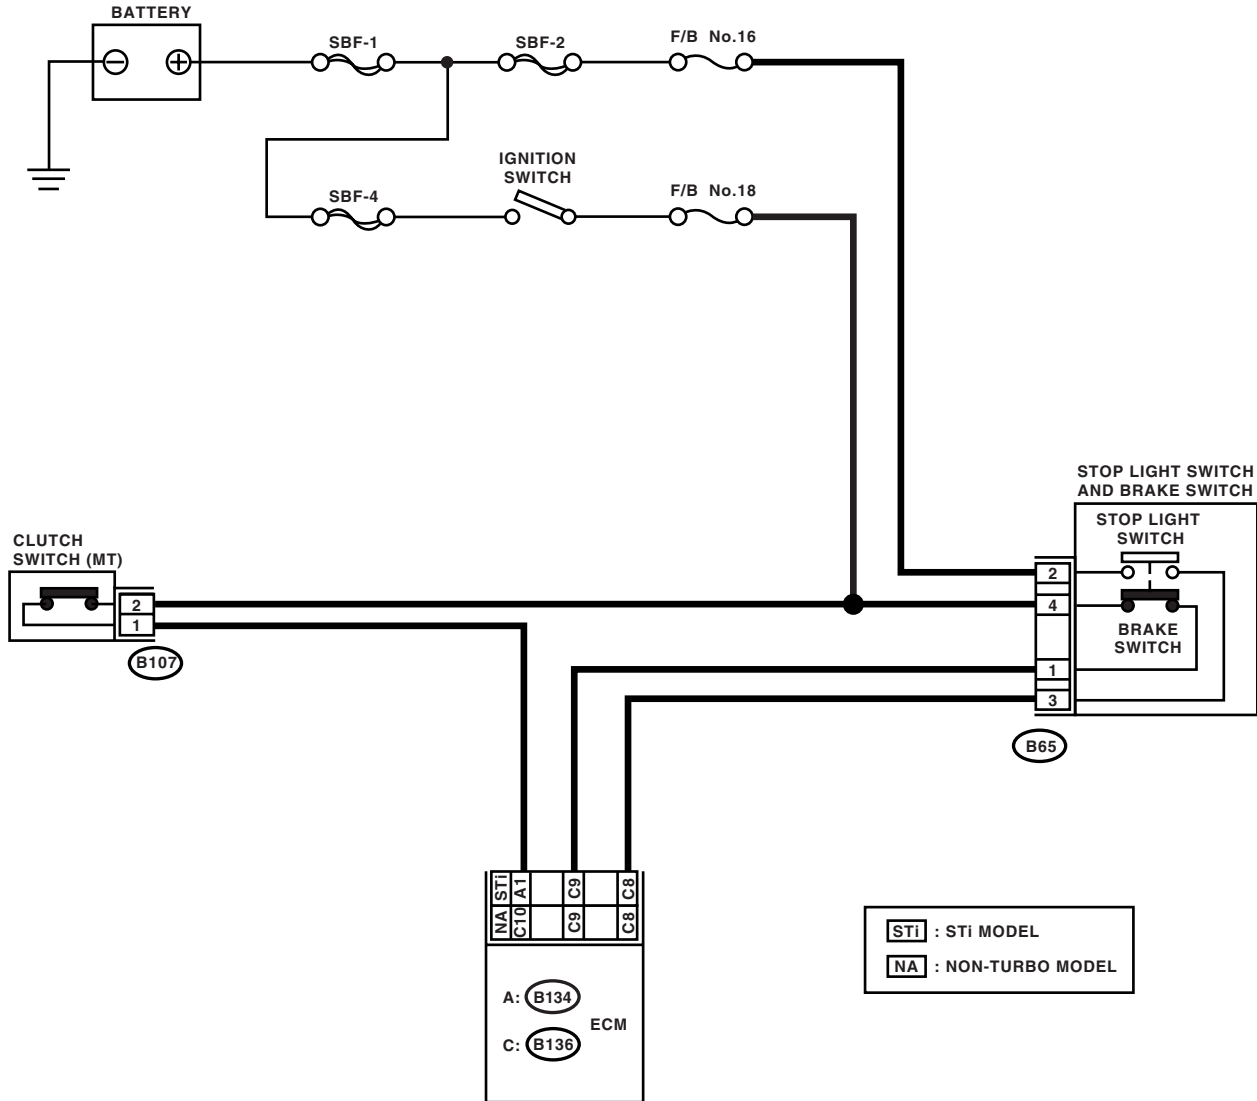 BATTERY
SBF-1
SBF-2
F/B No.16
IGNITION
SWITCH
SBF-4
F/B No.18
STOP LIGHT SWITCH
AND BRAKE SWITCH
STOP LIGHT
SWITCH
2
4
BRAKE
SWITCH
1
3
B65
CLUTCH
SWITCH (MT)
2
1
B107
STi A1 C9 C8
NA C10 C9 C8
A: B134
ECM
C: B136
STi : STi MODEL
NA : NON-TURBO MODEL